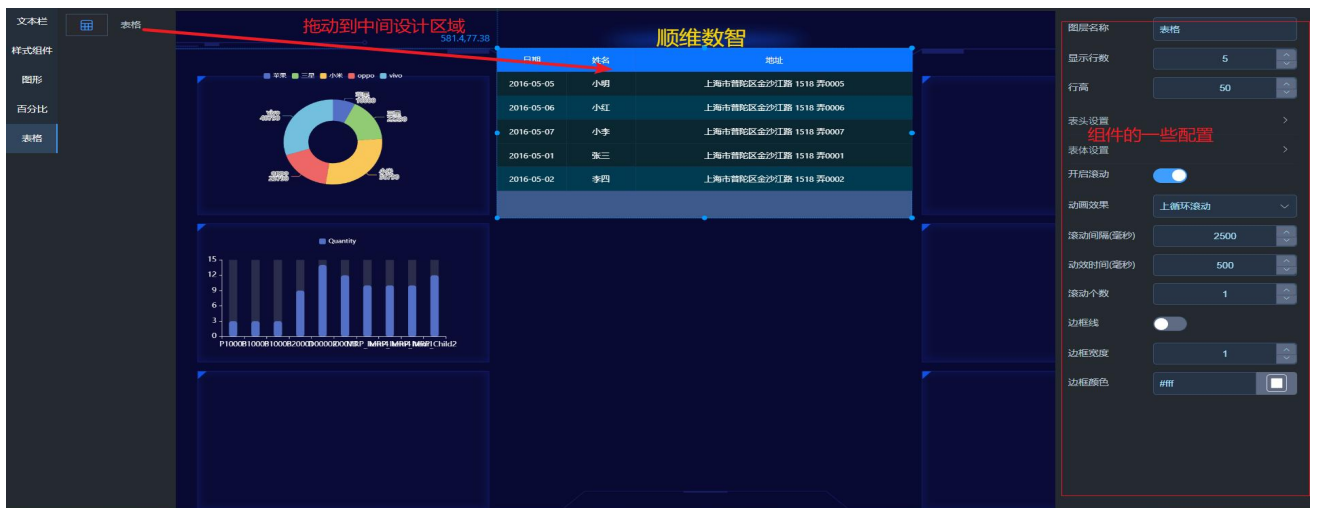 文本栏
样式组件
图形
百分比
表格
表格
拖动到中间设计区域
581.4,77.38
顺维数智
苹果 三星 小米 oppo vivo
日期 姓名 地址
2016-05-05 小明 上海市普陀区金沙江路 1518 弄0005
2016-05-06 小红 上海市普陀区金沙江路 1518 弄0006
2016-05-07 小李 上海市普陀区金沙江路 1518 弄0007
2016-05-01 张三 上海市普陀区金沙江路 1518 弄0001
2016-05-02 李四 上海市普陀区金沙江路 1518 弄0002
Quantity
15
12
9
6
3
0
图层名称 表格
显示行数 5
行高 50
表头设置
组件的一些配置
表体设置
开启滚动
动画效果 上循环滚动
滚动间隔(毫秒) 2500
动效时间(毫秒) 500
滚动个数 1
边框线
边框宽度 1
边框颜色 #fff